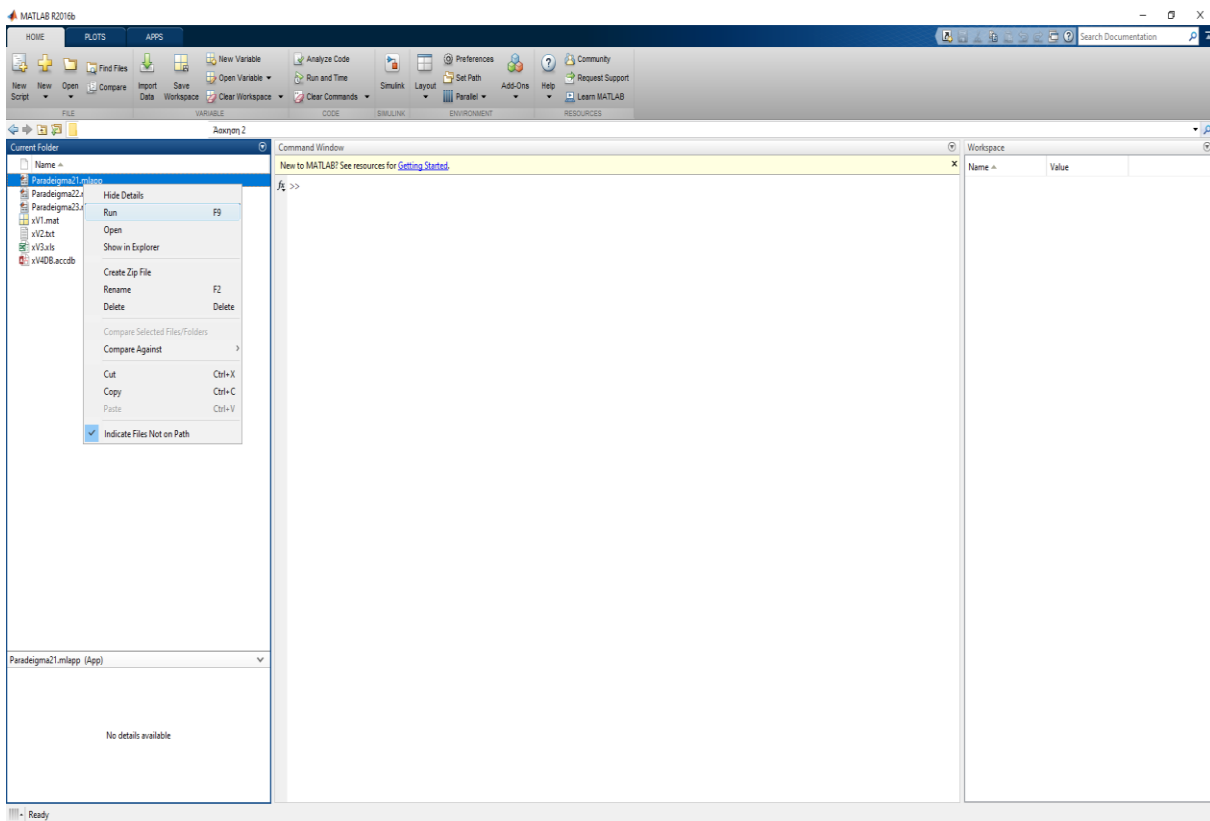 MATLAB R2016b
HOME PLOTS APPS
Search Documentation
New Script
New
Open
Find Files
Compare
Import Data
Save Workspace
New Variable
Open Variable
Clear Workspace
Analyze Code
Run and Time
Clear Commands
Simulink
Layout
Preferences
Set Path
Parallel
Add-Ons
Help
Community
Request Support
Learn MATLAB
FILE VARIABLE CODE SIMULINK ENVIRONMENT RESOURCES
Άσκηση 2
Current Folder
Name
Paradeigma21.mlapp
Paradeigma22.
Paradeigma23.
xV1.mat
xV2.txt
xV3.xls
xV4DB.accdb
Hide Details
Run F9
Open
Show in Explorer
Create Zip File
Rename F2
Delete Delete
Compare Selected Files/Folders
Compare Against
Cut Ctrl+X
Copy Ctrl+C
Paste Ctrl+V
Indicate Files Not on Path
Paradeigma21.mlapp (App)
No details available
Command Window
New to MATLAB? See resources for Getting Started.
fx >>
Workspace
Name Value
Ready